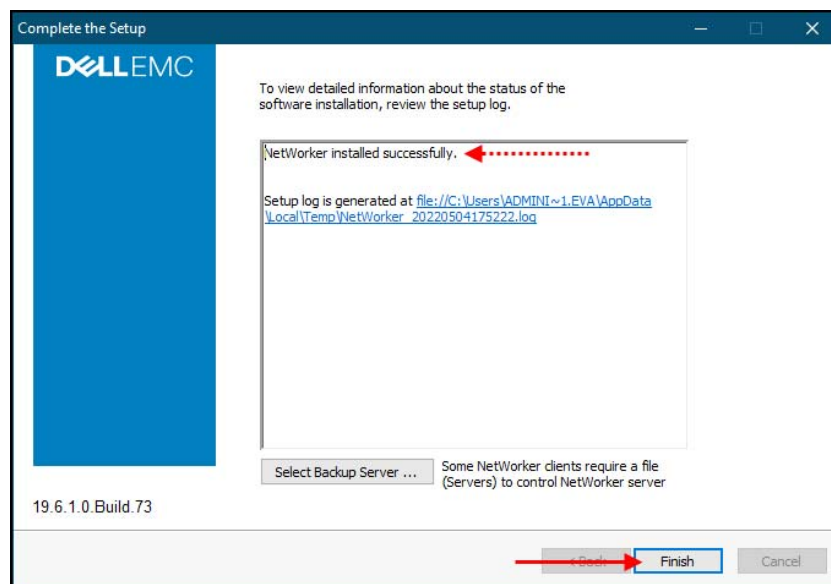 Complete the Setup
DELLEMC
To view detailed information about the status of the
software installation, review the setup log.
NetWorker installed successfully.
Setup log is generated at file://C:\Users\ADMINI~1.EVA\AppData
\Local\Temp\NetWorker_20220504175222.log
Select Backup Server ...
Some NetWorker clients require a file
(Servers) to control NetWorker server
19.6.1.0.Build.73
< Back
Finish
Cancel